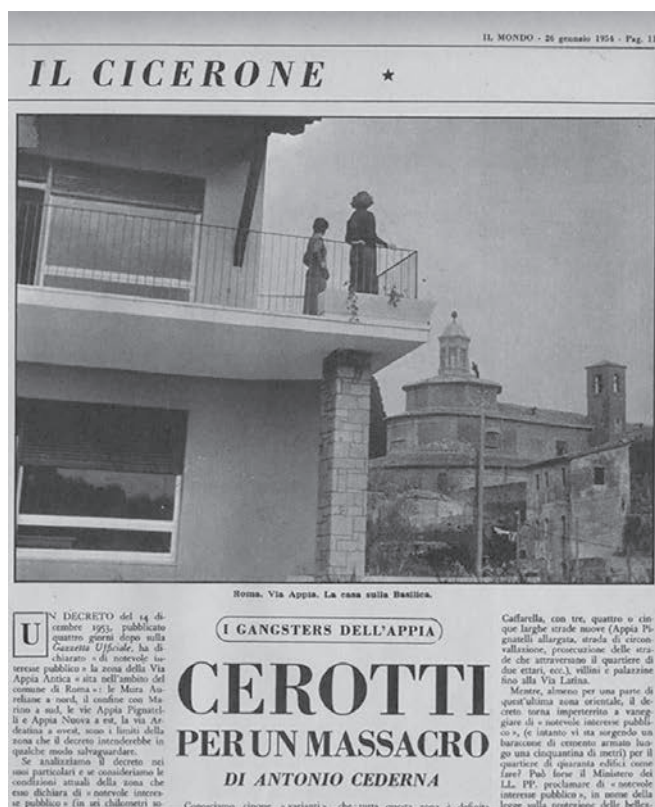 IL MONDO - 26 gennaio 1954 - Pag. 11
IL CICERONE ★
Roma. Via Appia. La casa sulla Basilica.
UN DECRETO del 14 di-
cembre 1953, pubblicato
quattro giorni dopo sulla
Gazzetta Ufficiale, ha di-
chiarato « di notevole in-
teresse pubblico » la zona della Via
Appia Antica « sita nell'ambito del
comune di Roma »: le Mura Au-
reliane a nord, il confine con Ma-
rino a sud, le vie Appia Pignatel-
li e Appia Nuova a est, la via Ar-
deatina a ovest, sono i limiti della
zona che il decreto intenderebbe in
qualche modo salvaguardare.
Se analizziamo il decreto nei
suoi particolari e se consideriamo le
condizioni attuali della zona che
esso dichiara di « notevole interes-
se pubblico » (in sei chilometri so-
I GANGSTERS DELL'APPIA
CEROTTI
PER UN MASSACRO
DI ANTONIO CEDERNA
Caffarella, con tre, quattro o cin-
que larghe strade nuove (Appia Pi-
gnatelli allargata, strada di circon-
vallazione, prosecuzione delle stra-
de che attraversano il quartiere di
due ettari, ecc.), villini e palazzine
fino alla Via Latina.
Mentre, almeno per una parte di
quest'ultima zona orientale, il de-
creto torna imperterrito a vaneg-
giare di « notevole interesse pubbli-
co », (e intanto vi sta sorgendo un
baraccone di cemento armato lun-
go una cinquantina di metri) per il
quartiere di quaranta edifici come
fare? Può forse il Ministero dei
LL. PP. proclamare di « notevole
interesse pubblico », in nome della
legge sulla protezione delle bellez-